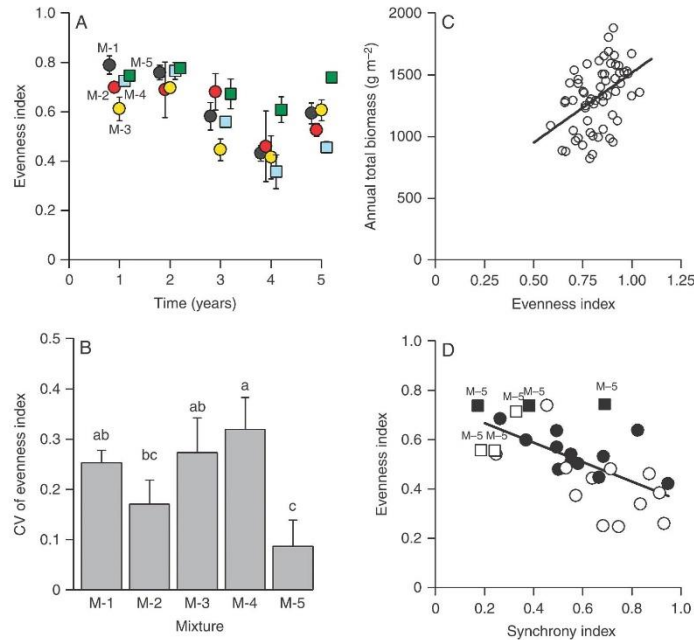 A
1.0
0.8
0.6
0.4
0.2
0.0
Evenness index
M-1
M-2
M-3
M-4
M-5
0
1
2
3
4
5
Time (years)
C
2000
1500
1000
500
0
Annual total biomass (g m–2)
0
0.25
0.50
0.75
1.00
1.25
Evenness index
B
0.5
0.4
0.3
0.2
0.1
0
CV of evenness index
ab
bc
ab
a
c
M-1
M-2
M-3
M-4
M-5
Mixture
D
1.0
0.8
0.6
0.4
0.2
0.0
Evenness index
M–5
M–5
M–5
M–5
M–5
M–5
0
0.2
0.4
0.6
0.8
1.0
Synchrony index